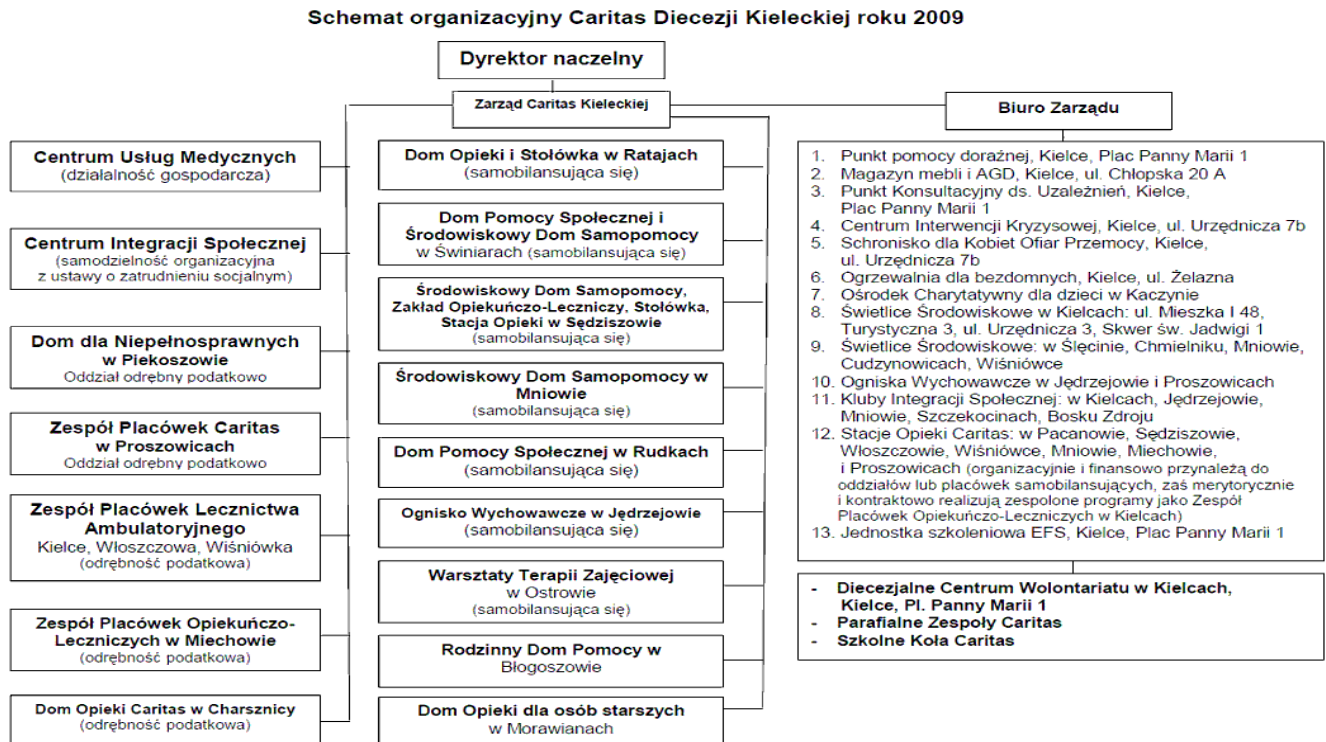 Schemat organizacyjny Caritas Diecezji Kieleckiej roku 2009
Dyrektor naczelny
Zarząd Caritas Kieleckiej
Biuro Zarządu
Centrum Usług Medycznych
(działalność gospodarcza)
Centrum Integracji Społecznej
(samodzielność organizacyjna
z ustawy o zatrudnieniu socjalnym)
Dom dla Niepełnosprawnych
w Piekoszowie
Oddział odrębny podatkowo
Zespół Placówek Caritas
w Proszowicach
Oddział odrębny podatkowo
Zespół Placówek Lecznictwa
Ambulatoryjnego
Kielce, Włoszczowa, Wiśniówka
(odrębność podatkowa)
Zespół Placówek Opiekuńczo-
Leczniczych w Miechowie
(odrębność podatkowa)
Dom Opieki Caritas w Charsznicy
(odrębność podatkowa)
Dom Opieki i Stołówka w Ratajach
(samobilansująca się)
Dom Pomocy Społecznej i
Środowiskowy Dom Samopomocy
w Świniarach (samobilansująca się)
Środowiskowy Dom Samopomocy,
Zakład Opiekuńczo-Leczniczy, Stołówka,
Stacja Opieki w Sędziszowie
(samobilansująca się)
Środowiskowy Dom Samopomocy w
Mniowie
(samobilansująca się)
Dom Pomocy Społecznej w Rudkach
(samobilansująca się)
Ognisko Wychowawcze w Jędrzejowie
(samobilansująca się)
Warsztaty Terapii Zajęciowej
w Ostrowie
(samobilansująca się)
Rodzinny Dom Pomocy w
Błogoszowie
Dom Opieki dla osób starszych
w Morawianach
1. Punkt pomocy doraźnej, Kielce, Plac Panny Marii 1
2. Magazyn mebli i AGD, Kielce, ul. Chłopska 20 A
3. Punkt Konsultacyjny ds. Uzależnień, Kielce,
Plac Panny Marii 1
4. Centrum Interwencji Kryzysowej, Kielce, ul. Urzędnicza 7b
5. Schronisko dla Kobiet Ofiar Przemocy, Kielce,
ul. Urzędnicza 7b
6. Ogrzewalnia dla bezdomnych, Kielce, ul. Żelazna
7. Ośrodek Charytatywny dla dzieci w Kaczynie
8. Świetlice Środowiskowe w Kielcach: ul. Mieszka I 48,
Turystyczna 3, ul. Urzędnicza 3, Skwer św. Jadwigi 1
9. Świetlice Środowiskowe: w Ślęcinie, Chmielniku, Mniowie,
Cudzynowicach, Wiśniówce
10. Ogniska Wychowawcze w Jędrzejowie i Proszowicach
11. Kluby Integracji Społecznej: w Kielcach, Jędrzejowie,
Mniowie, Szczekocinach, Bosku Zdroju
12. Stacje Opieki Caritas: w Pacanowie, Sędziszowie,
Włoszczowie, Wiśniówce, Mniowie, Miechowie,
i Proszowicach (organizacyjnie i finansowo przynależą do
oddziałów lub placówek samobilansujących, zaś merytorycznie
i kontraktowo realizują zespolone programy jako Zespół
Placówek Opiekuńczo-Leczniczych w Kielcach)
13. Jednostka szkoleniowa EFS, Kielce, Plac Panny Marii 1
- Diecezjalne Centrum Wolontariatu w Kielcach,
Kielce, Pl. Panny Marii 1
- Parafialne Zespoły Caritas
- Szkolne Koła Caritas